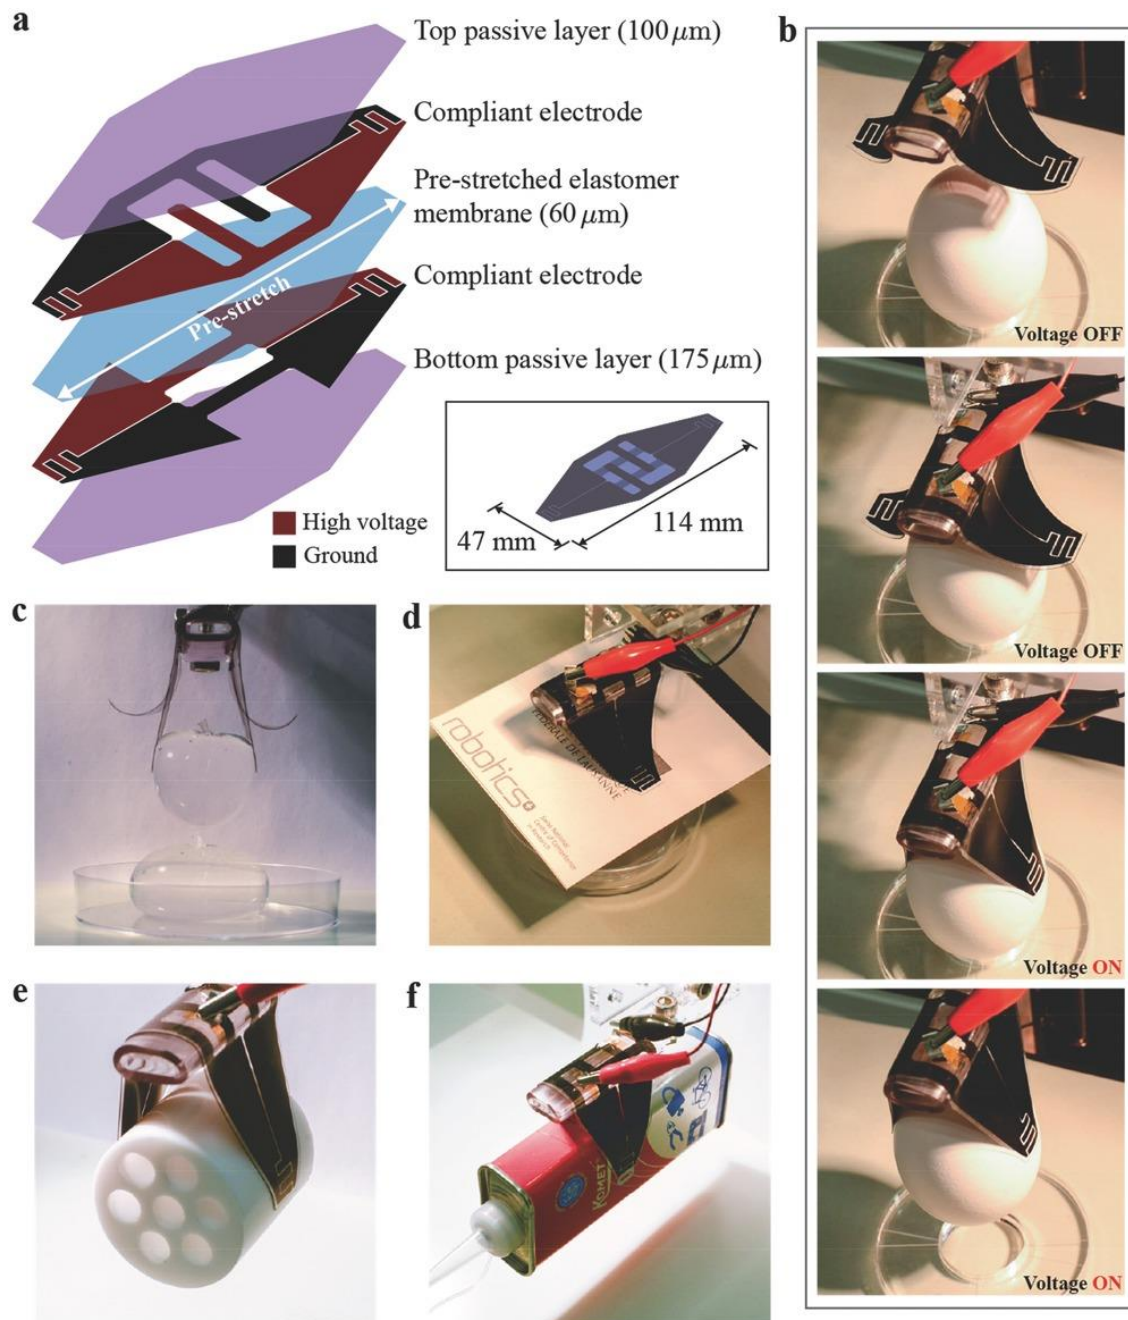 a
Top passive layer (100 μm)
Compliant electrode
Pre-stretched elastomer
membrane (60 μm)
Compliant electrode
Pre-stretch
Bottom passive layer (175 μm)
High voltage
Ground
47 mm
114 mm
b
Voltage OFF
Voltage OFF
Voltage ON
Voltage ON
c
d
robotics
FÉDÉRALE DE LAUSANNE
e
f
KOMET